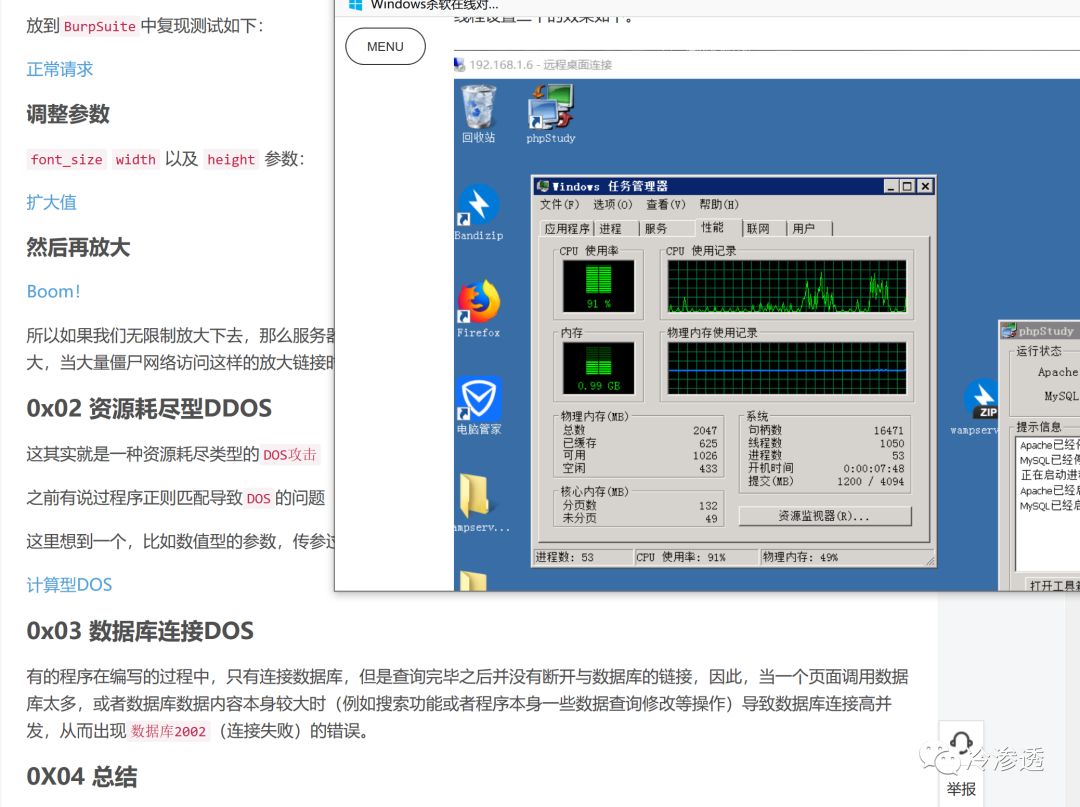 放到 BurpSuite 中复现测试如下：
正常请求
调整参数
font_size width 以及 height 参数：
扩大值
然后再放大
Boom！
所以如果我们无限制放大下去，那么服务器
大，当大量僵尸网络访问这样的放大链接时
0x02 资源耗尽型DDOS
这其实就是一种资源耗尽类型的 DOS攻击
之前有说过程序正则匹配导致 DOS 的问题
这里想到一个，比如数值型的参数，传参过
计算型DOS
0x03 数据库连接DOS
有的程序在编写的过程中，只有连接数据库，但是查询完毕之后并没有断开与数据库的链接，因此，当一个页面调用数据
库太多，或者数据库数据内容本身较大时（例如搜索功能或者程序本身一些数据查询修改等操作）导致数据库连接高并
发，从而出现 数据库2002 （连接失败）的错误。
0X04 总结
Windows杀软在线对...
MENU
线程设置二十的效果如下。
192.168.1.6 - 远程桌面连接
回收站
phpStudy
Bandizip
Firefox
电脑管家
ampserv...
Windows 任务管理器
文件(F) 选项(O) 查看(V) 帮助(H)
应用程序 进程 服务 性能 联网 用户
CPU 使用率
91 %
CPU 使用记录
内存
0.99 GB
物理内存使用记录
物理内存(MB)
总数 2047
已缓存 625
可用 1026
空闲 433
核心内存(MB)
分页数 132
未分页 49
系统
句柄数 16471
线程数 1050
进程数 53
开机时间 0:00:07:48
提交(MB) 1200 / 4094
资源监视器(R)...
进程数: 53 CPU 使用率: 91% 物理内存: 49%
ZIP
wampserv
phpStudy
运行状态
Apache
MySQL
提示信息
Apache已经
MySQL已经
正在启动进
Apache已经启
MySQL已经启
打开工具
冷渗透
举报